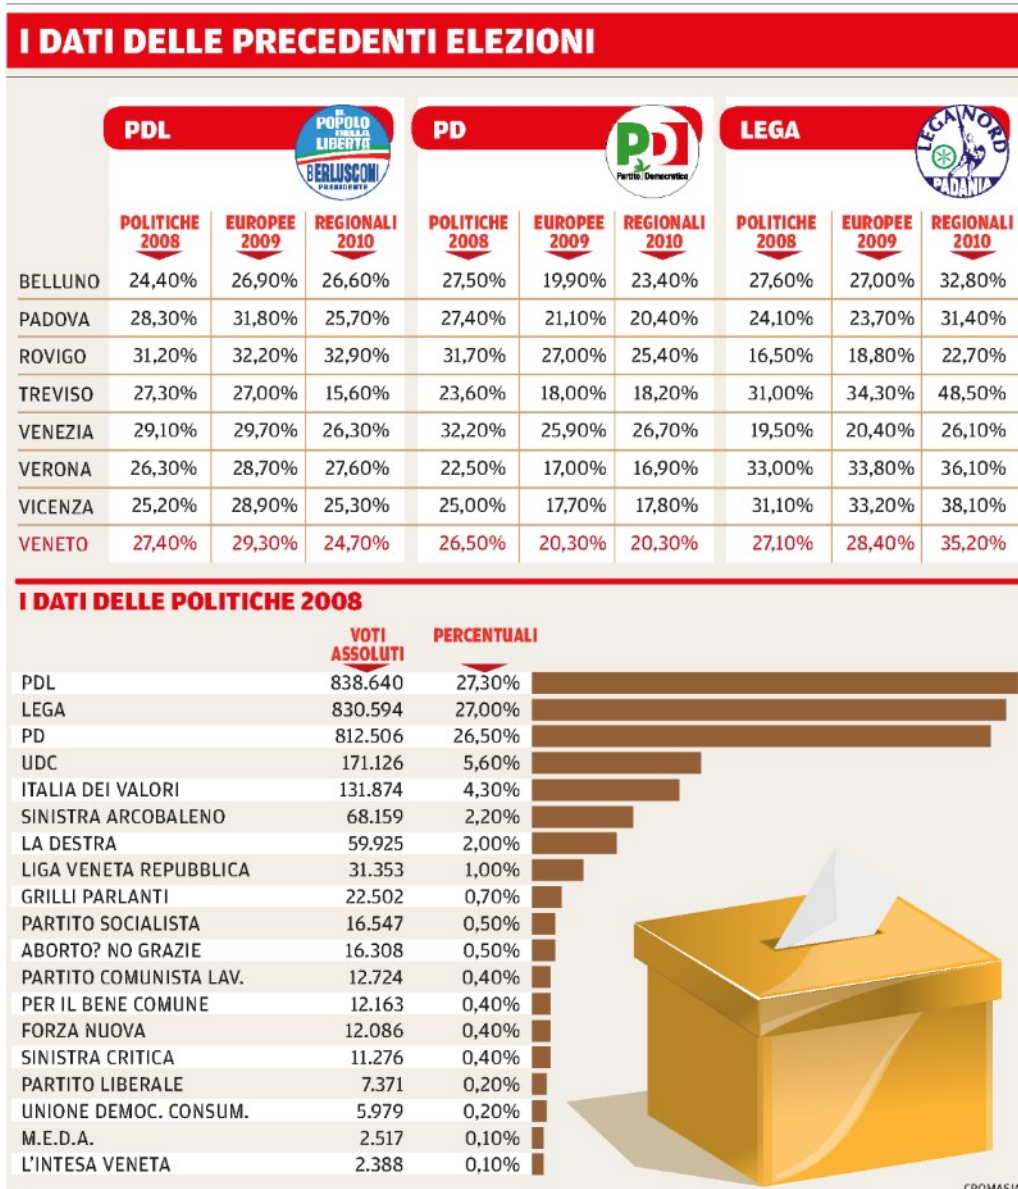 I DATI DELLE PRECEDENTI ELEZIONI
PDL
IL
POPOLO
DELLA
LIBERTÀ
BERLUSCONI
PRESIDENTE
PD
PD
Partito Democratico
LEGA
LEGA NORD
PADANIA
POLITICHE 2008 EUROPEE 2009 REGIONALI 2010 POLITICHE 2008 EUROPEE 2009 REGIONALI 2010 POLITICHE 2008 EUROPEE 2009 REGIONALI 2010
BELLUNO 24,40% 26,90% 26,60% 27,50% 19,90% 23,40% 27,60% 27,00% 32,80%
PADOVA 28,30% 31,80% 25,70% 27,40% 21,10% 20,40% 24,10% 23,70% 31,40%
ROVIGO 31,20% 32,20% 32,90% 31,70% 27,00% 25,40% 16,50% 18,80% 22,70%
TREVISO 27,30% 27,00% 15,60% 23,60% 18,00% 18,20% 31,00% 34,30% 48,50%
VENEZIA 29,10% 29,70% 26,30% 32,20% 25,90% 26,70% 19,50% 20,40% 26,10%
VERONA 26,30% 28,70% 27,60% 22,50% 17,00% 16,90% 33,00% 33,80% 36,10%
VICENZA 25,20% 28,90% 25,30% 25,00% 17,70% 17,80% 31,10% 33,20% 38,10%
VENETO 27,40% 29,30% 24,70% 26,50% 20,30% 20,30% 27,10% 28,40% 35,20%
I DATI DELLE POLITICHE 2008
VOTI ASSOLUTI PERCENTUALI
PDL 838.640 27,30%
LEGA 830.594 27,00%
PD 812.506 26,50%
UDC 171.126 5,60%
ITALIA DEI VALORI 131.874 4,30%
SINISTRA ARCOBALENO 68.159 2,20%
LA DESTRA 59.925 2,00%
LIGA VENETA REPUBBLICA 31.353 1,00%
GRILLI PARLANTI 22.502 0,70%
PARTITO SOCIALISTA 16.547 0,50%
ABORTO? NO GRAZIE 16.308 0,50%
PARTITO COMUNISTA LAV. 12.724 0,40%
PER IL BENE COMUNE 12.163 0,40%
FORZA NUOVA 12.086 0,40%
SINISTRA CRITICA 11.276 0,40%
PARTITO LIBERALE 7.371 0,20%
UNIONE DEMOC. CONSUM. 5.979 0,20%
M.E.D.A. 2.517 0,10%
L'INTESA VENETA 2.388 0,10%